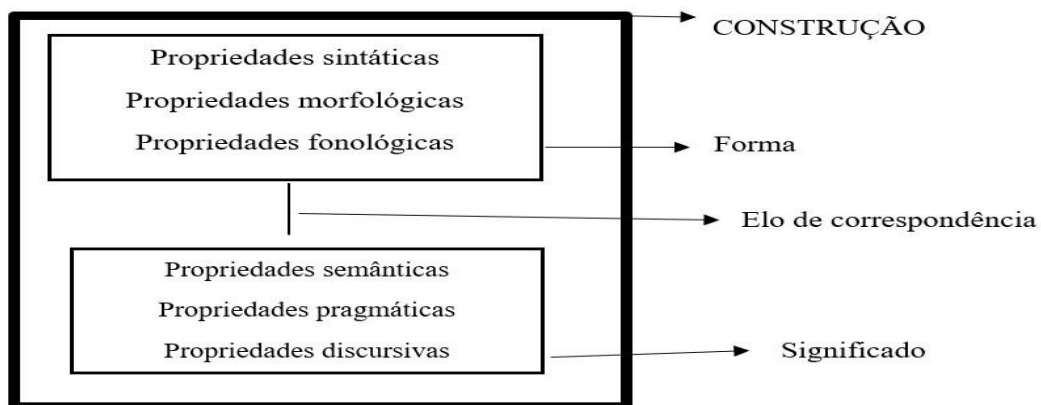 CONSTRUÇÃO
Propriedades sintáticas
Propriedades morfológicas
Propriedades fonológicas
Forma
Elo de correspondência
Propriedades semânticas
Propriedades pragmáticas
Propriedades discursivas
Significado